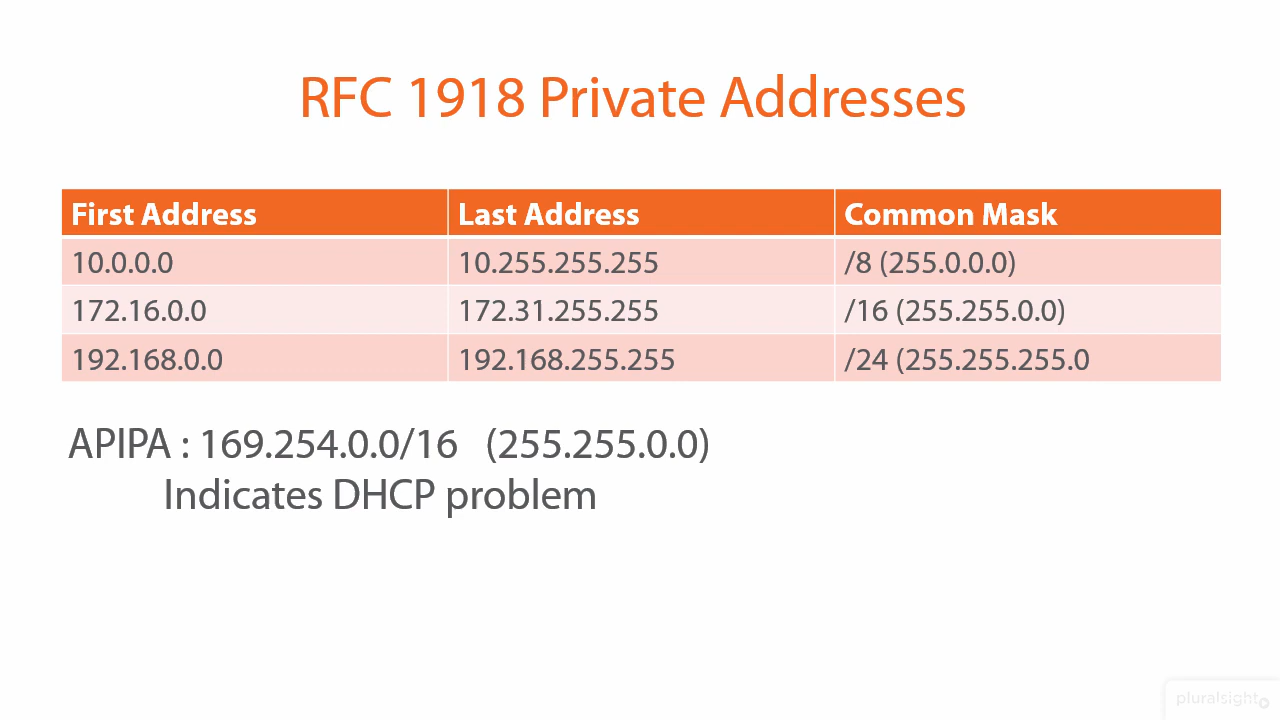 RFC 1918 Private Addresses
First Address Last Address Common Mask
10.0.0.0 10.255.255.255 /8 (255.0.0.0)
172.16.0.0 172.31.255.255 /16 (255.255.0.0)
192.168.0.0 192.168.255.255 /24 (255.255.255.0
APIPA : 169.254.0.0/16 (255.255.0.0)
Indicates DHCP problem
pluralsight